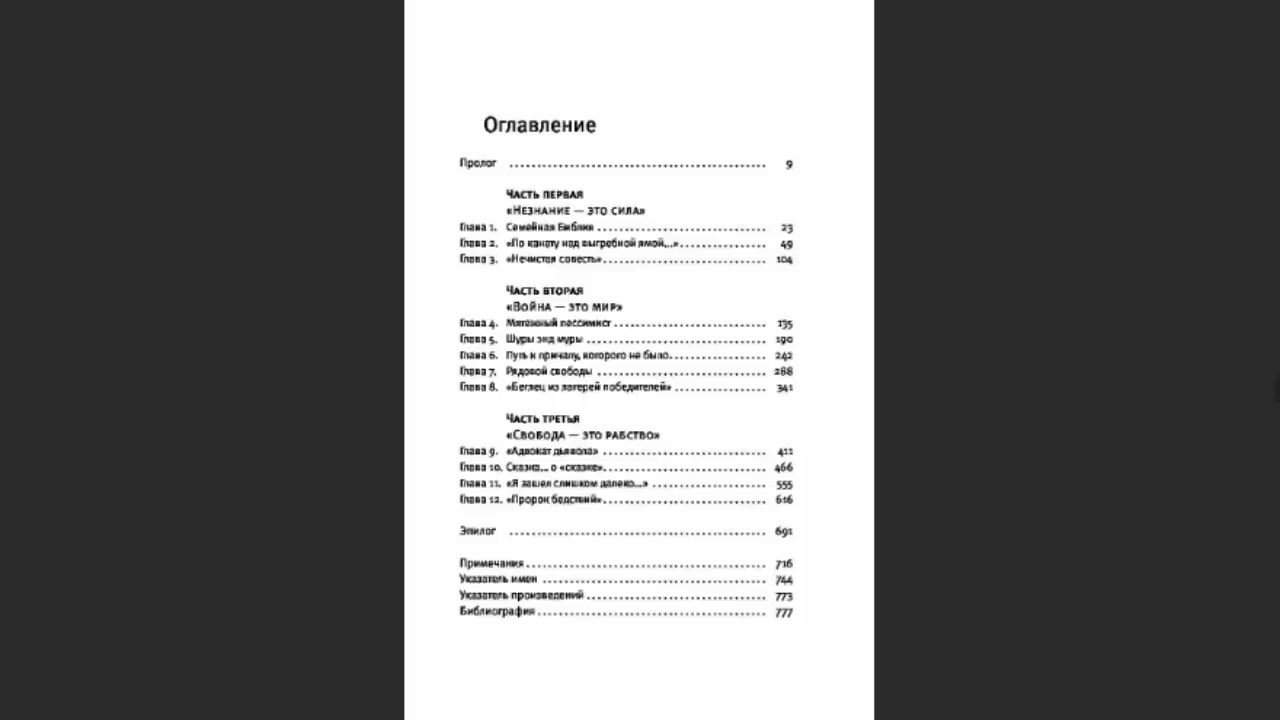 Оглавление
Пролог ........ 9
Часть первая
«Незнание — это сила»
Глава 1. Семейная Библия ........ 23
Глава 2. «По канату над выгребной ямой...» ........ 49
Глава 3. «Нечистая совесть» ........ 104
Часть вторая
«Война — это мир»
Глава 4. Мятежный пессимист ........ 135
Глава 5. Шуры энд муры ........ 190
Глава 6. Путь к причалу, которого не было ........ 242
Глава 7. Рядовой свободы ........ 288
Глава 8. «Беглец из лагерей победителей» ........ 341
Часть третья
«Свобода — это рабство»
Глава 9. «Адвокат дьявола» ........ 411
Глава 10. Сказка... о «сказке» ........ 466
Глава 11. «Я зашел слишком далеко...» ........ 555
Глава 12. «Пророк бедствий» ........ 616
Эпилог ........ 691
Примечания ........ 716
Указатель имен ........ 744
Указатель произведений ........ 773
Библиография ........ 777